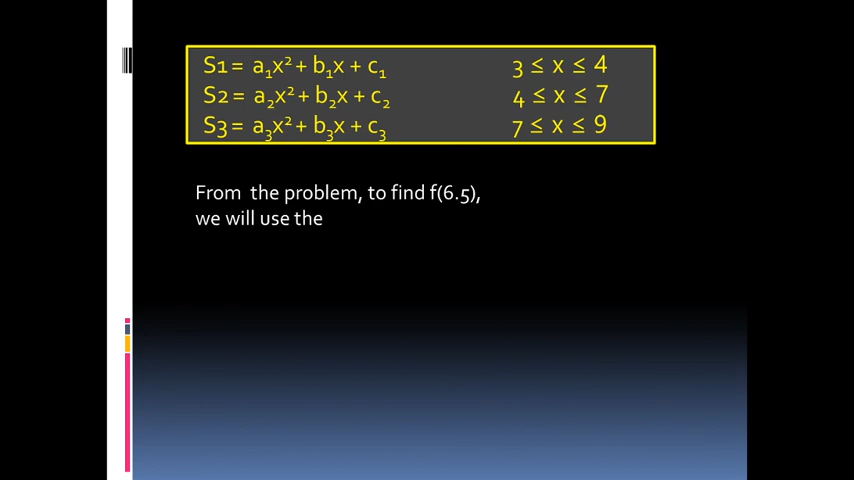 S1 = a₁x² + b₁x + c₁ 3 ≤ x ≤ 4
S2 = a₂x² + b₂x + c₂ 4 ≤ x ≤ 7
S3 = a₃x² + b₃x + c₃ 7 ≤ x ≤ 9
From the problem, to find f(6.5),
we will use the